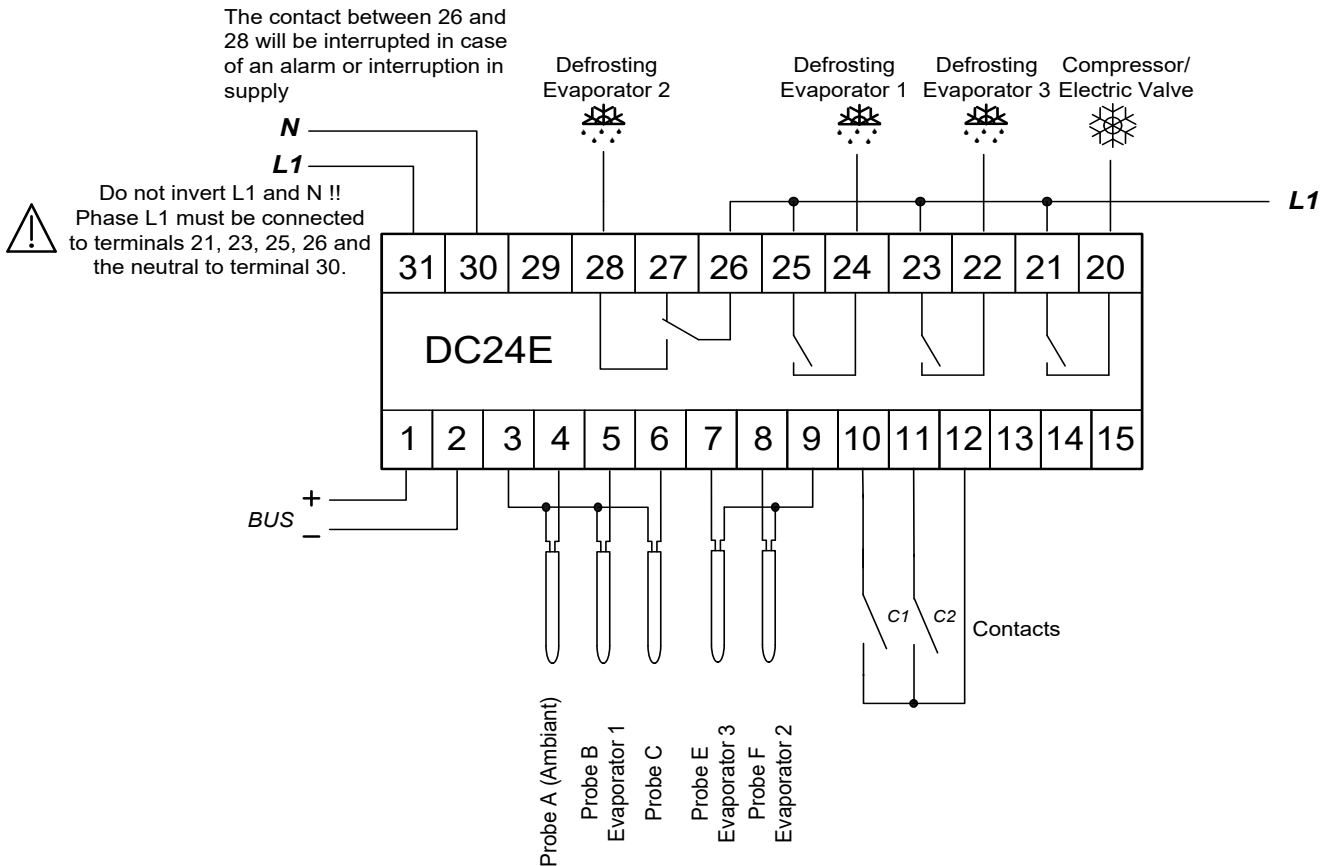 The contact between 26 and
28 will be interrupted in case
of an alarm or interruption in
supply
Defrosting
Evaporator 2
Defrosting
Evaporator 1
Defrosting
Evaporator 3
Compressor/
Electric Valve
N
L1
Do not invert L1 and N !!
Phase L1 must be connected
to terminals 21, 23, 25, 26 and
the neutral to terminal 30.
L1
31 30 29 28 27 26 25 24 23 22 21 20
DC24E
1 2 3 4 5 6 7 8 9 10 11 12 13 14 15
BUS
+
–
C1 C2 Contacts
Probe A (Ambiant)
Probe B
Evaporator 1
Probe C
Probe E
Evaporator 3
Probe F
Evaporator 2